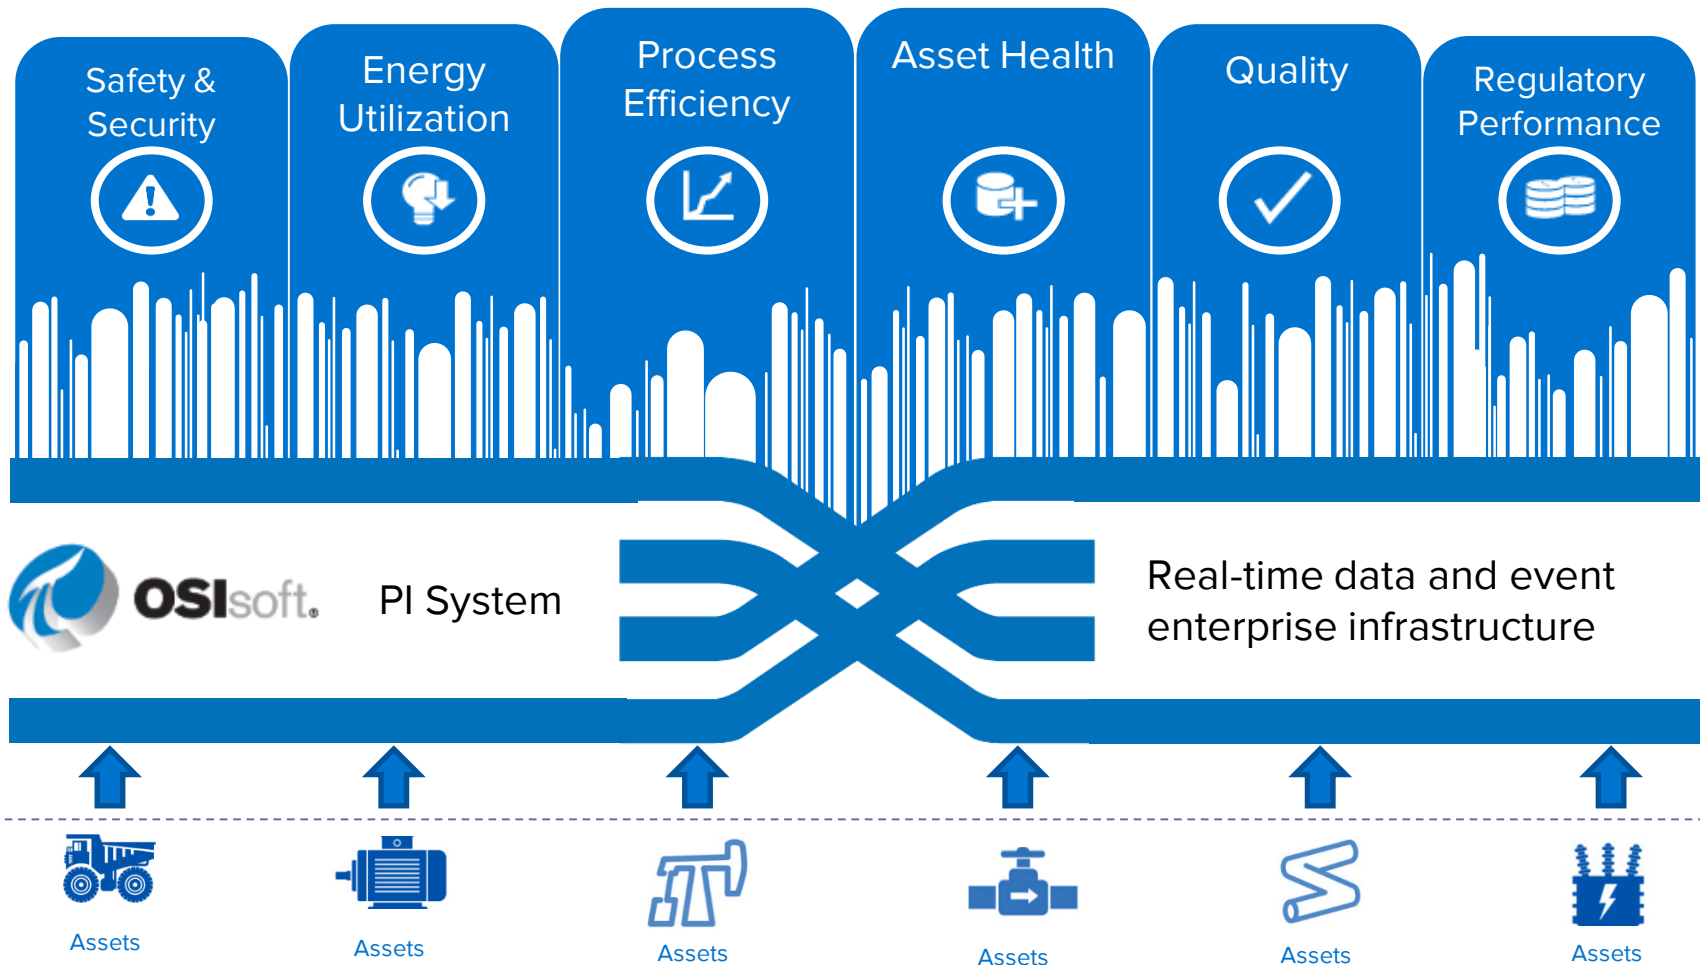 Safety &
Security
Energy
Utilization
Process
Efficiency
Asset Health
Quality
Regulatory
Performance
OSIsoft®
PI System
Real-time data and event
enterprise infrastructure
Assets
Assets
Assets
Assets
Assets
Assets